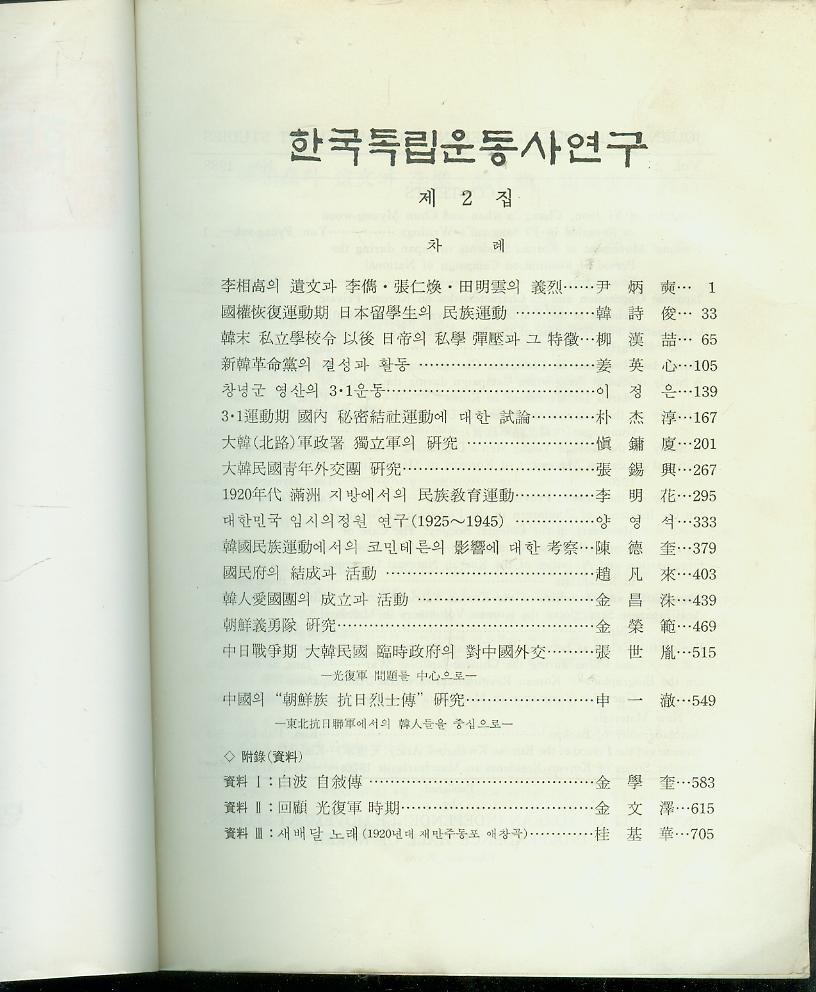 한국독립운동사연구
제 2 집
차 례
李相卨의 遺文과 李儁·張仁煥·田明雲의 義烈……尹 炳 奭… 1
國權恢復運動期 日本留學生의 民族運動 ……………韓 詩 俊… 33
韓末 私立學校令 以後 日帝의 私學 彈壓과 그 特徵…柳 漢 喆… 65
新韓革命黨의 결성과 활동 ……………………………姜 英 心…105
창녕군 영산의 3·1운동…………………………………이 정 은…139
3·1運動期 國內 秘密結社運動에 대한 試論…………朴 杰 淳…167
大韓(北路)軍政署 獨立軍의 研究 ……………………愼 鏞 廈…201
大韓民國靑年外交團 硏究………………………………張 錫 興…267
1920年代 滿洲 지방에서의 民族敎育運動……………李 明 花…295
대한민국 임시의정원 연구(1925～1945) ……………양 영 석…333
韓國民族運動에서의 코민테른의 影響에 대한 考察…陳 德 奎…379
國民府의 結成과 活動 …………………………………趙 凡 來…403
韓人愛國團의 成立과 活動 ……………………………金 昌 洙…439
朝鮮義勇隊 硏究…………………………………………金 榮 範…469
中日戰爭期 大韓民國 臨時政府의 對中國外交………張 世 胤…515
—光復軍 問題를 中心으로—
中國의 “朝鮮族 抗日烈士傳” 硏究……………………申 一 澈…549
—東北抗日聯軍에서의 韓人들을 중심으로—
◇ 附錄(資料)
資料 Ⅰ : 白波 自敍傳 …………………………………金 學 奎…583
資料 Ⅱ : 回顧 光復軍 時期……………………………金 文 澤…615
資料 Ⅲ : 새배달 노래 (1920년대 재만주동포 애창곡)…………桂 基 華…705